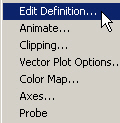 Edit Definition...
Animate...
Clipping...
Vector Plot Options...
Color Map...
Axes...
Probe